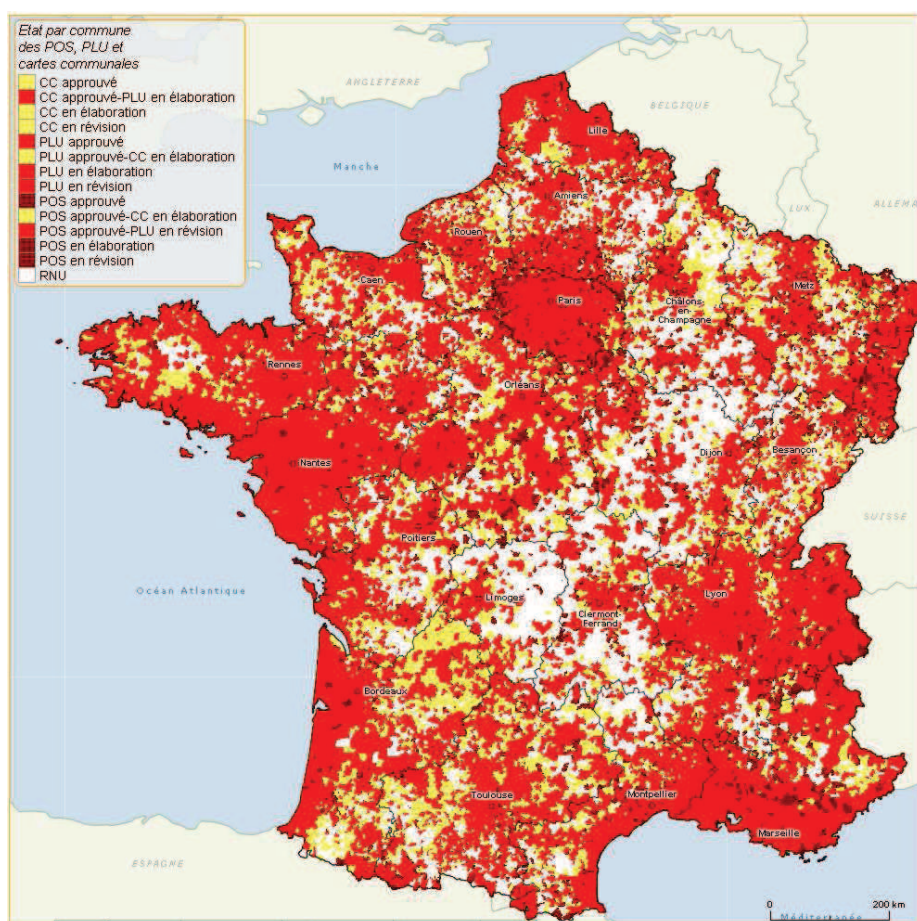 Etat par commune
des POS, PLU et
cartes communales
CC approuvé
CC approuvé-PLU en élaboration
CC en élaboration
CC en révision
PLU approuvé
PLU approuvé-CC en élaboration
PLU en élaboration
PLU en révision
POS approuvé
POS approuvé-CC en élaboration
POS approuvé-PLU en révision
POS en élaboration
POS en révision
RNU
ANGLETERRE
BELGIQUE
Lille
Manche
Amiens
LUX
ALLEMA
Rouen
Caen
Metz
Paris
Châlons-
en-
Champagne
Rennes
Orléans
Dijon
Besançon
Nantes
SUISSE
Poitiers
Océan Atlantique
Limoges
Lyon
Clermont-
Ferrand
Bordeaux
Toulouse
Montpellier
Marseille
ESPAGNE
0
200 km
Méditerranée